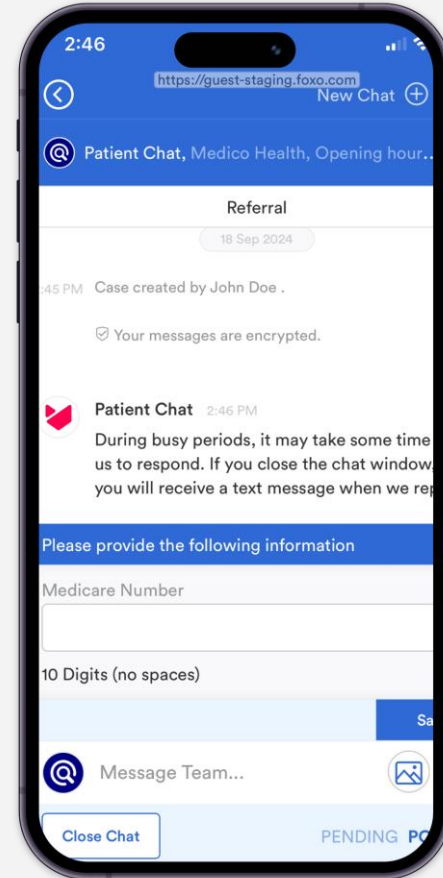 2:46
https://guest-staging.foxo.com
New Chat
Patient Chat, Medico Health, Opening hour..
Referral
18 Sep 2024
:45 PM Case created by John Doe .
Your messages are encrypted.
Patient Chat 2:46 PM
During busy periods, it may take some time
us to respond. If you close the chat window,
you will receive a text message when we
Please provide the following information
Medicare Number
10 Digits (no spaces)
Message Team...
Close Chat PENDING